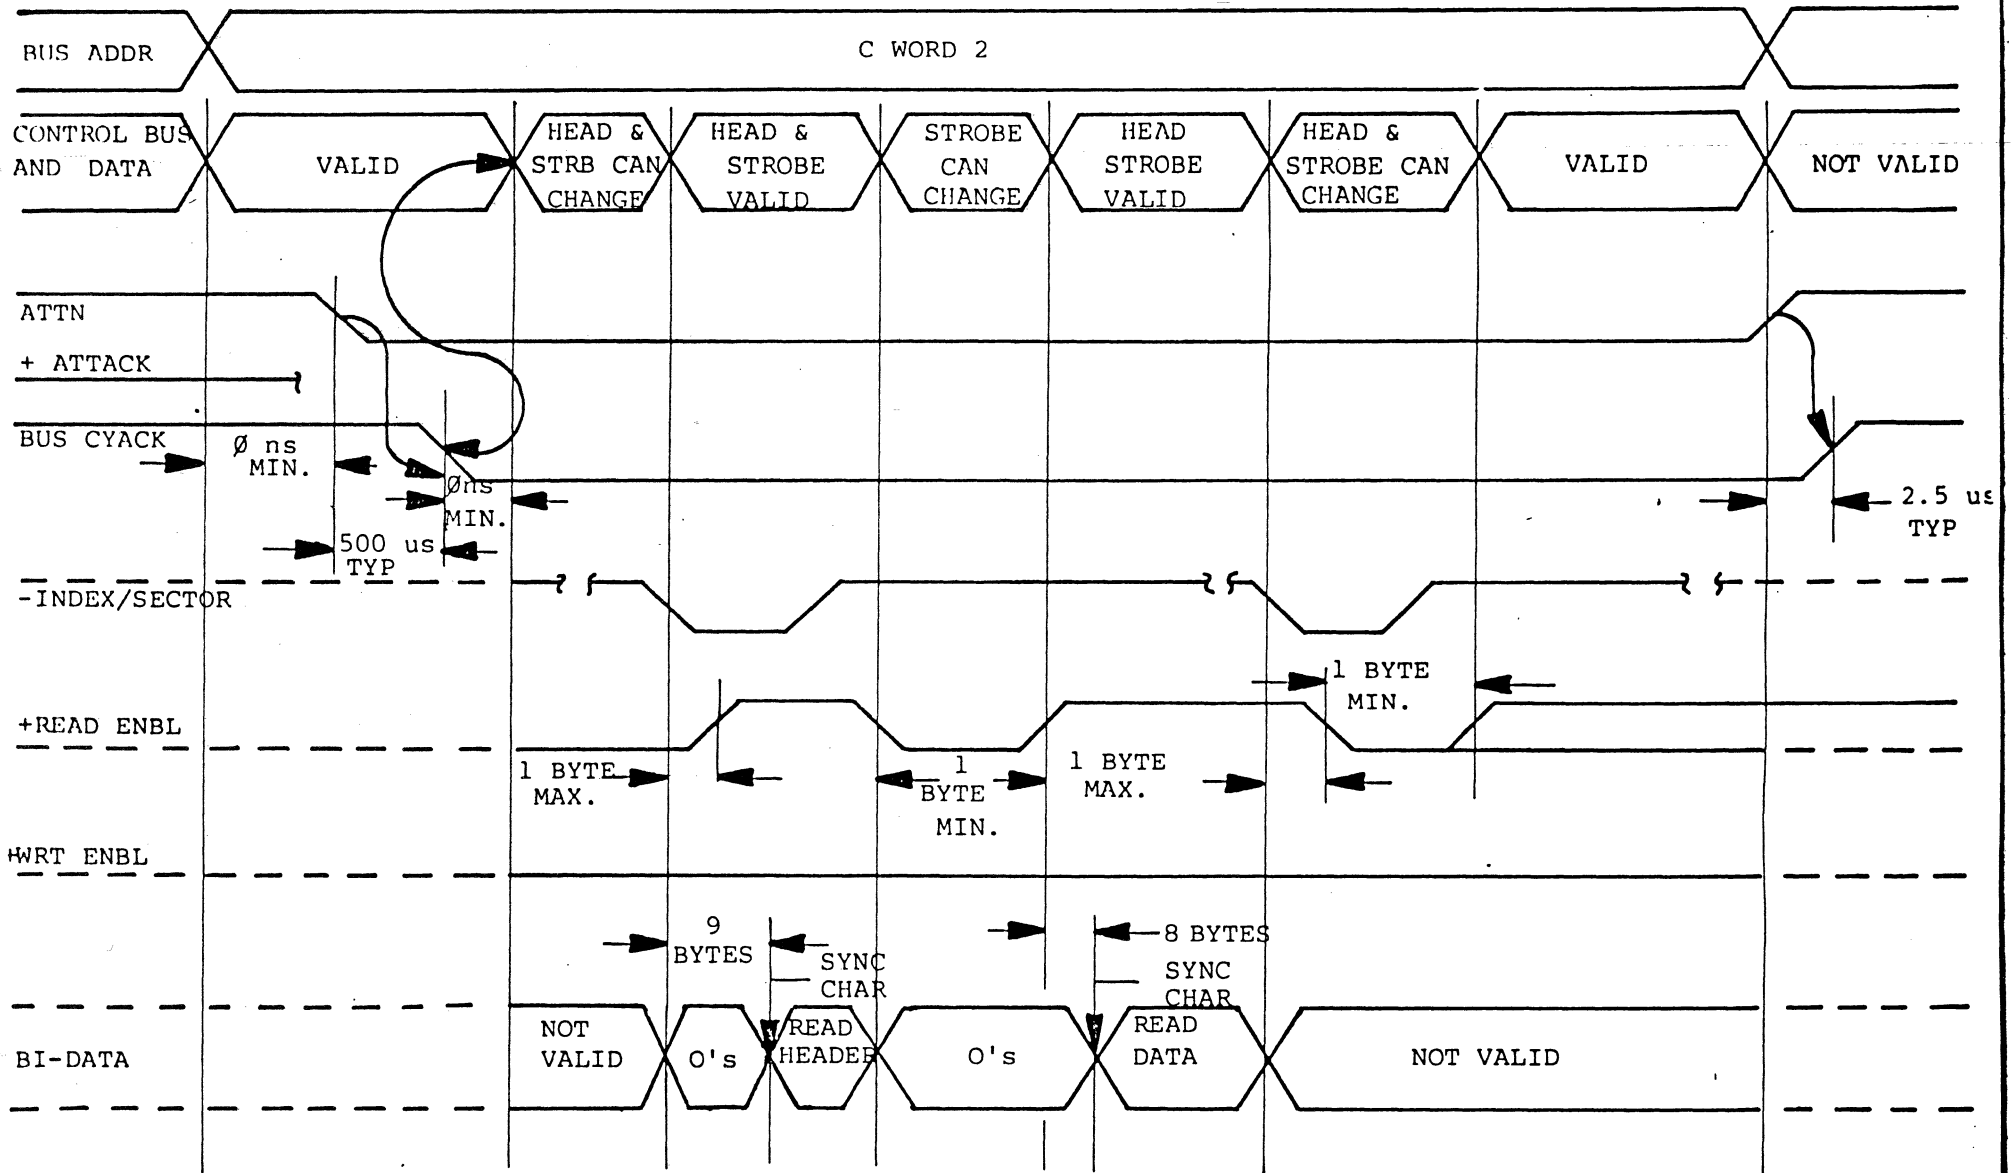 BUS ADDR
C WORD 2
CONTROL BUS
AND DATA
VALID
HEAD &
STRB CAN
CHANGE
HEAD &
STROBE
VALID
STROBE
CAN
CHANGE
HEAD
STROBE
VALID
HEAD &
STROBE CAN
CHANGE
VALID
NOT VALID
ATTN
+ ATTACK
BUS CYACK
Ø ns
MIN.
Øns
MIN.
500 us
TYP
2.5 us
TYP
-INDEX/SECTOR
1 BYTE
MIN.
+READ ENBL
1 BYTE
MAX.
1
BYTE
MIN.
1 BYTE
MAX.
+WRT ENBL
9
BYTES
SYNC
CHAR
8 BYTES
SYNC
CHAR
BI-DATA
NOT
VALID
O's
READ
HEADER
O's
READ
DATA
NOT VALID